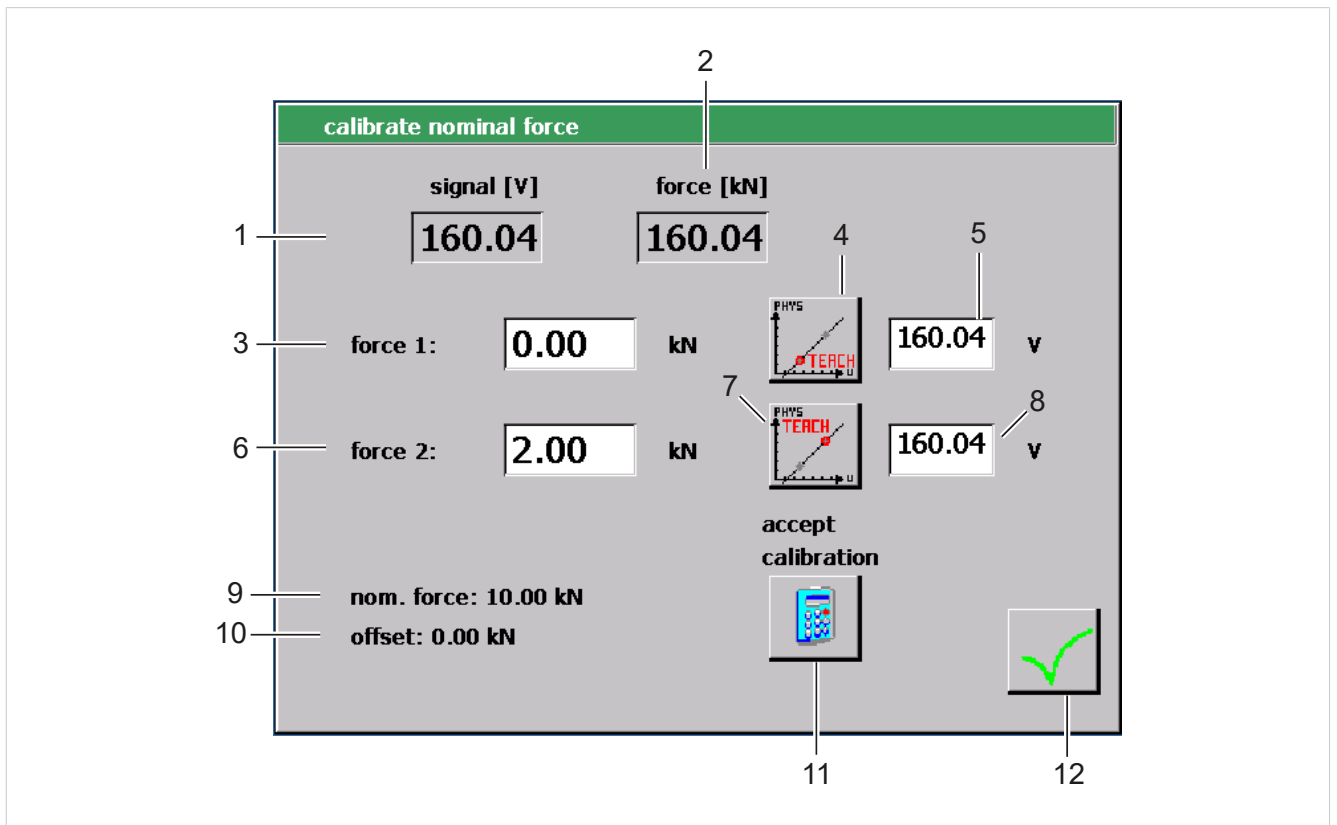 2
calibrate nominal force
signal [V] force [kN]
1 160.04 160.04 4 5
PHYS
3 force 1: 0.00 kN TEACH 160.04 V
U
7 8
PHYS
TEACH
6 force 2: 2.00 kN 160.04 V
U
accept
calibration
9 nom. force: 10.00 kN
10 offset: 0.00 kN
11 12